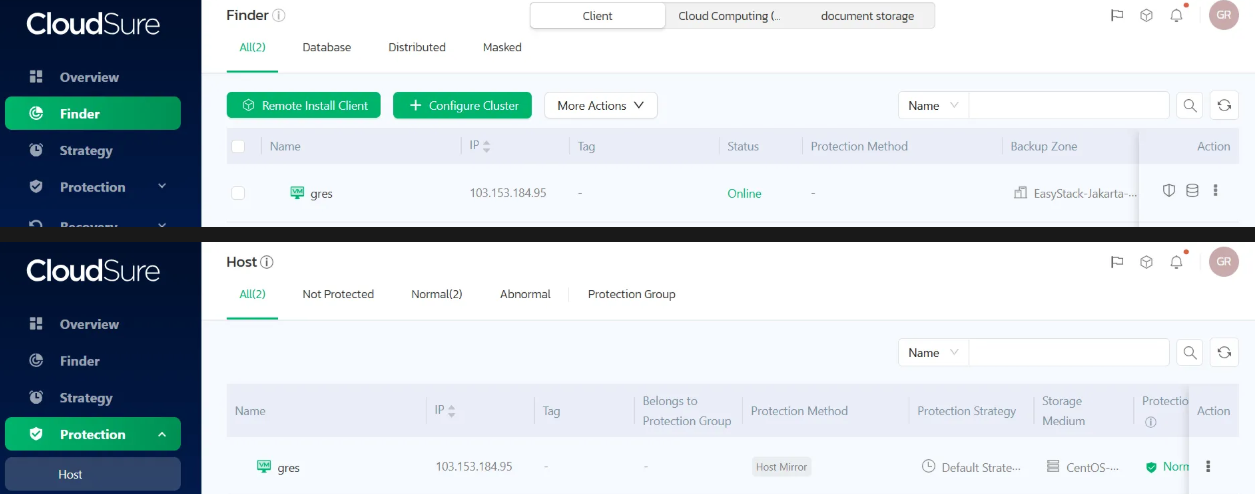 CloudSure
Finder
Client Cloud Computing (... document storage
GR
All(2) Database Distributed Masked
Overview
Finder
Strategy
Protection
Recovery
Remote Install Client + Configure Cluster More Actions Name
Name IP Tag Status Protection Method Backup Zone Action
VM gres 103.153.184.95 - Online - EasyStack-Jakarta-...
CloudSure
Host
GR
All(2) Not Protected Normal(2) Abnormal Protection Group
Overview
Finder
Strategy
Protection
Host
Name
Name IP Tag Belongs to Protection Group Protection Method Protection Strategy Storage Medium Protectio Action
VM gres 103.153.184.95 - - Host Mirror Default Strate... CentOS-... Norm